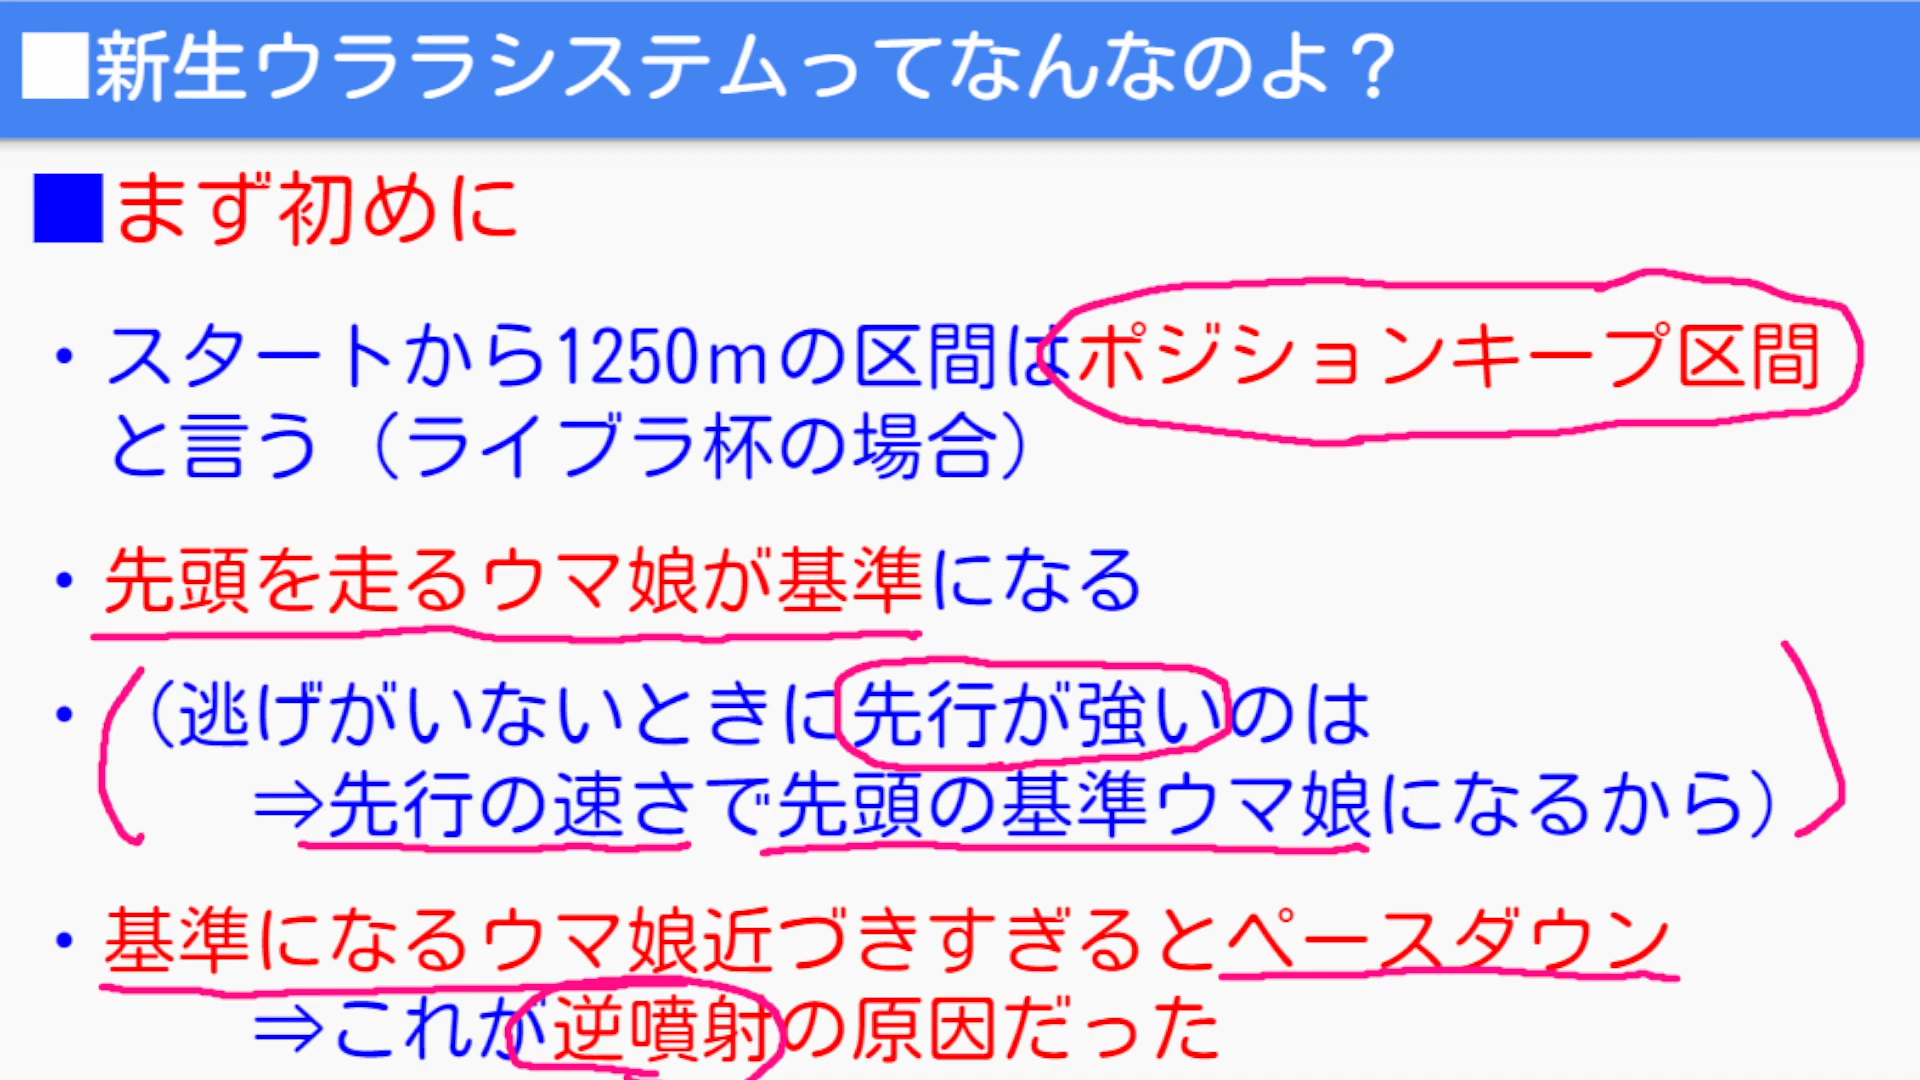 ■新生ウララシステムってなんなのよ？
■まず初めに
・スタートから1250ｍの区間はポジションキープ区間
と言う（ライブラ杯の場合）
・先頭を走るウマ娘が基準になる
・（逃げがいないときに先行が強いのは
⇒先行の速さで先頭の基準ウマ娘になるから）
・基準になるウマ娘近づきすぎるとペースダウン
⇒これが逆噴射の原因だった